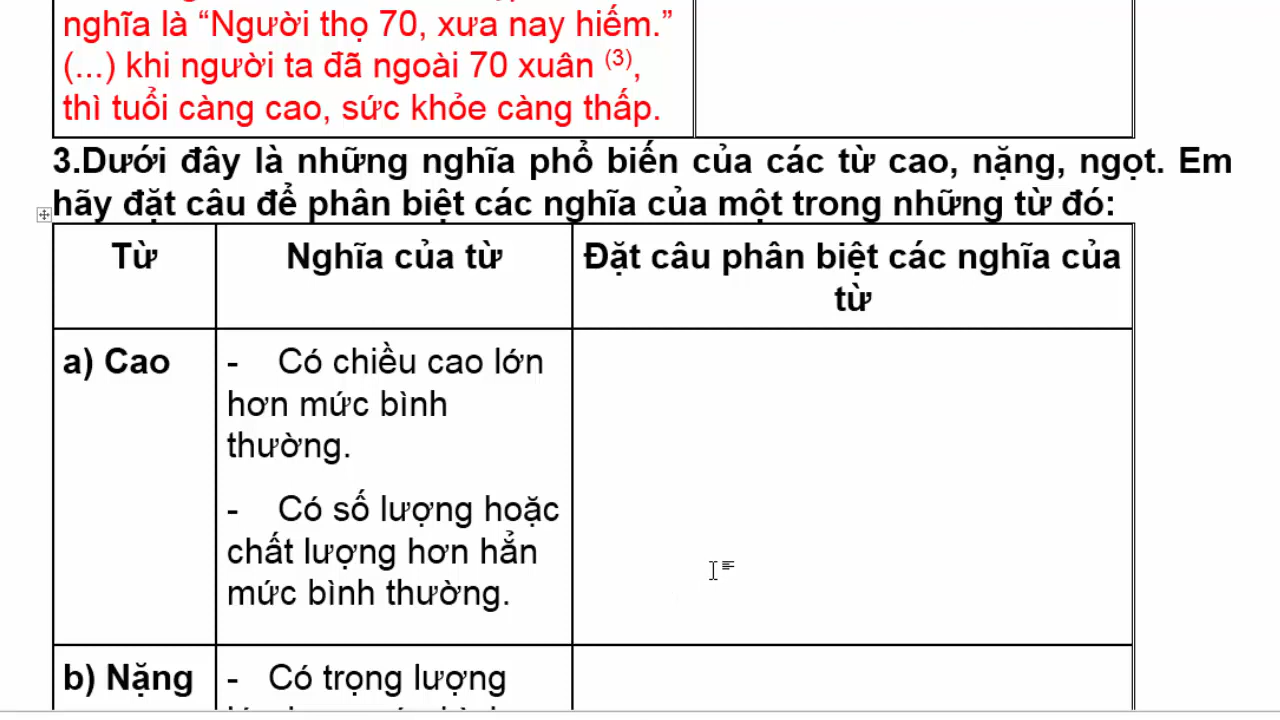 nghĩa là “Người thọ 70, xưa nay hiếm.”
(...) khi người ta đã ngoài 70 xuân (3),
thì tuổi càng cao, sức khỏe càng thấp.
3.Dưới đây là những nghĩa phổ biến của các từ cao, nặng, ngọt. Em
hãy đặt câu để phân biệt các nghĩa của một trong những từ đó:
Từ
Nghĩa của từ
Đặt câu phân biệt các nghĩa của
từ
a) Cao
- Có chiều cao lớn
hơn mức bình
thường.
- Có số lượng hoặc
chất lượng hơn hẳn
mức bình thường.
b) Nặng
- Có trọng lượng